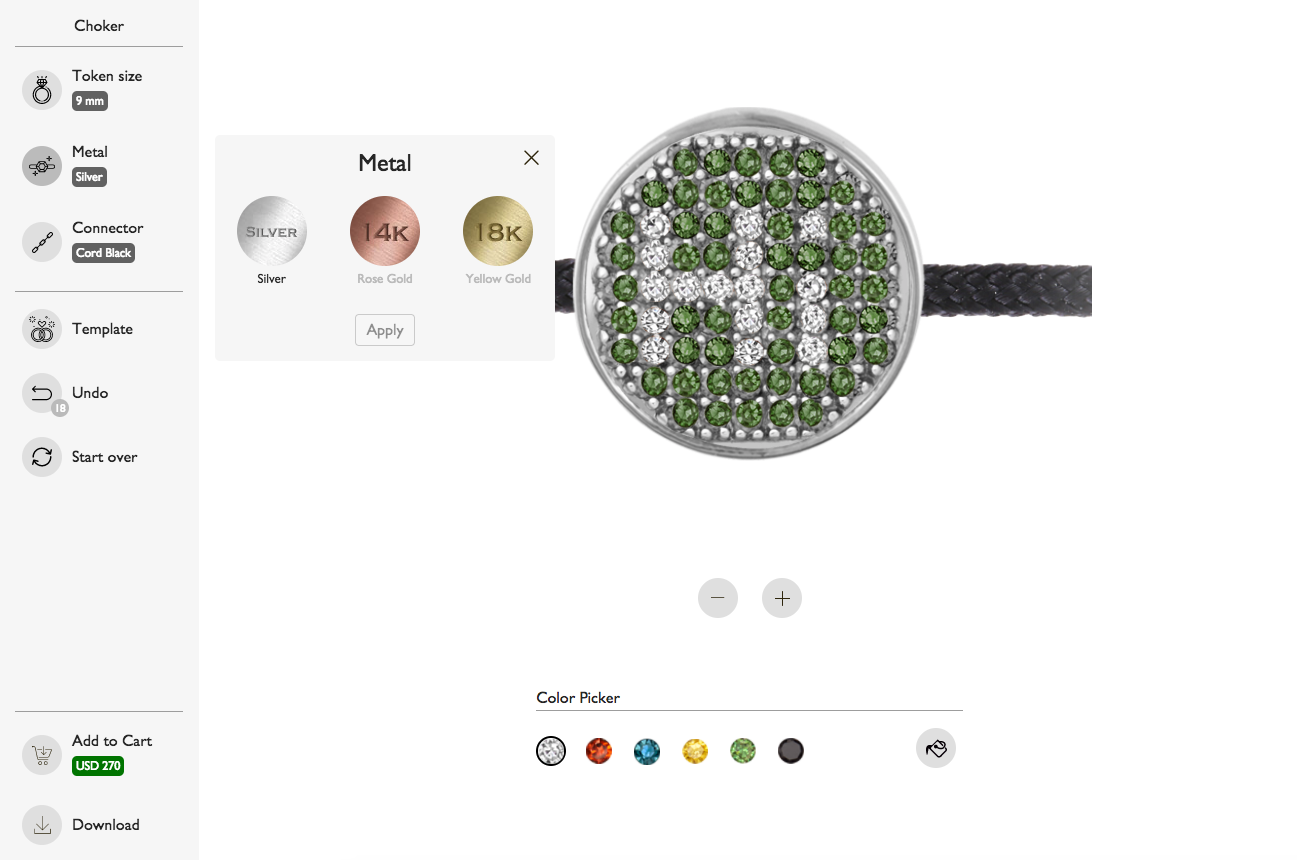 Choker
Token size
9 mm
Metal
Silver
Connector
Cord Black
Template
Undo
18
Start over
Add to Cart
USD 270
Download
Metal
SILVER
14K
18K
Silver
Rose Gold
Yellow Gold
Apply
Hi
Color Picker